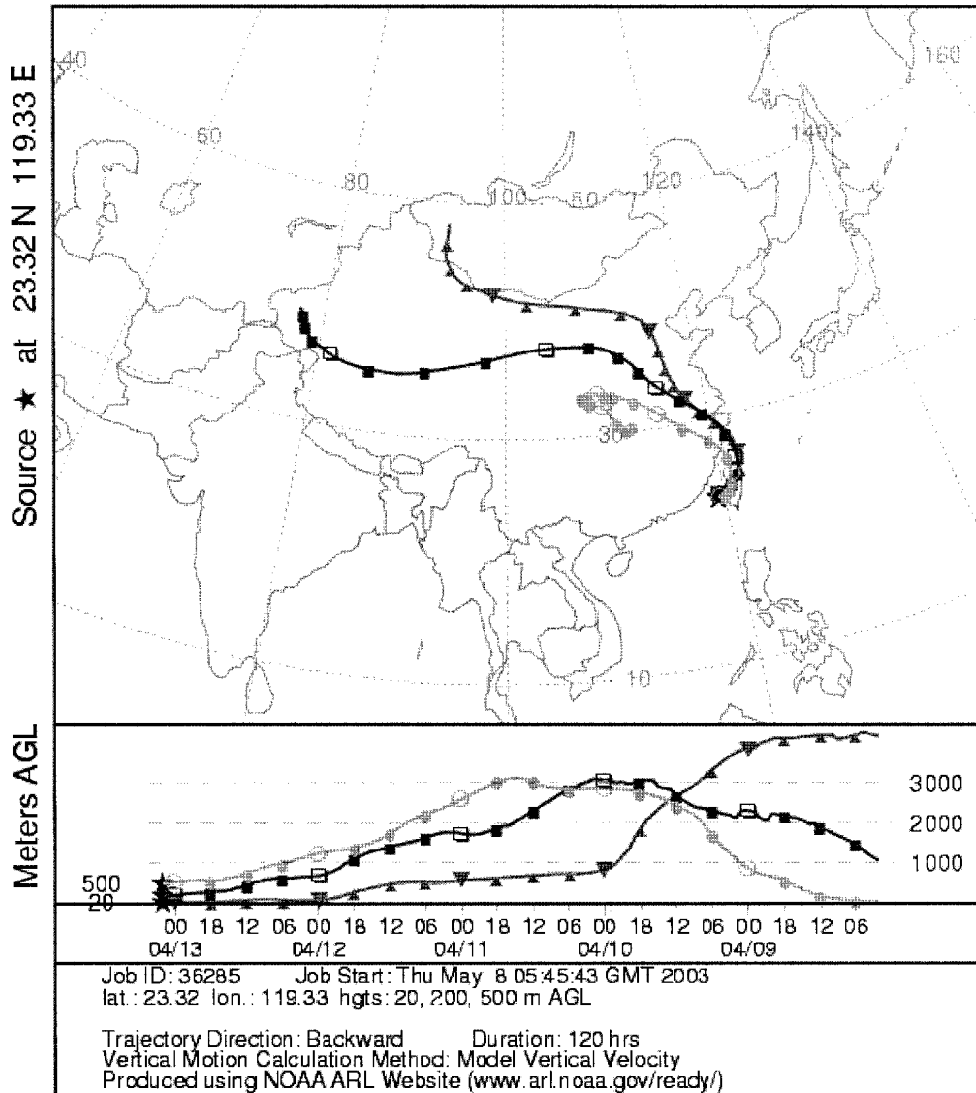 Source ★ at 23.32 N 119.33 E
40
160
60
140
80
120
100
50
30
10
Meters AGL
3000
2000
1000
500
20
00 18 12 06 00 18 12 06 00 18 12 06 00 18 12 06 00 18 12 06
04/13 04/12 04/11 04/10 04/09
Job ID: 36285 Job Start: Thu May 8 05:45:43 GMT 2003
lat.: 23.32 lon.: 119.33 hgts: 20, 200, 500 m AGL
Trajectory Direction: Backward Duration: 120 hrs
Vertical Motion Calculation Method: Model Vertical Velocity
Produced using NOAA ARL Website (www.arl.noaa.gov/ready/)